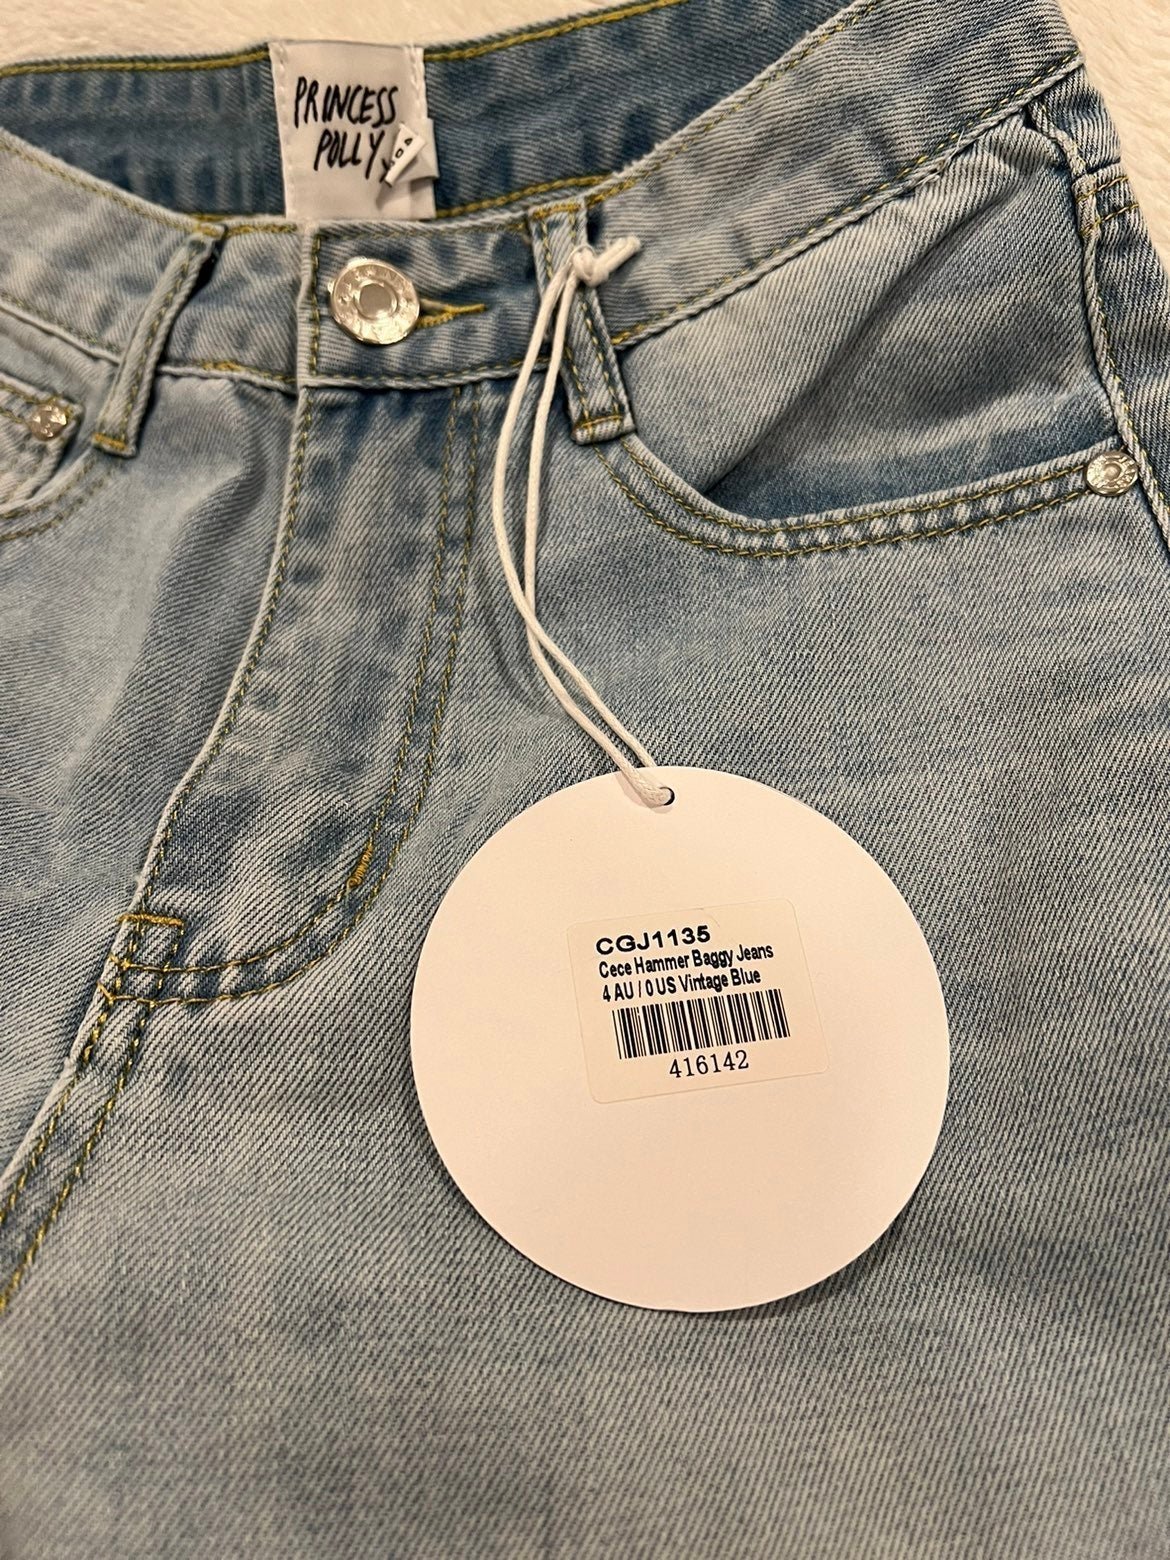 PRINCESS
POLLY
CGJ1135
Cece Hammer Baggy Jeans
4 AU / 0 US Vintage Blue
416142